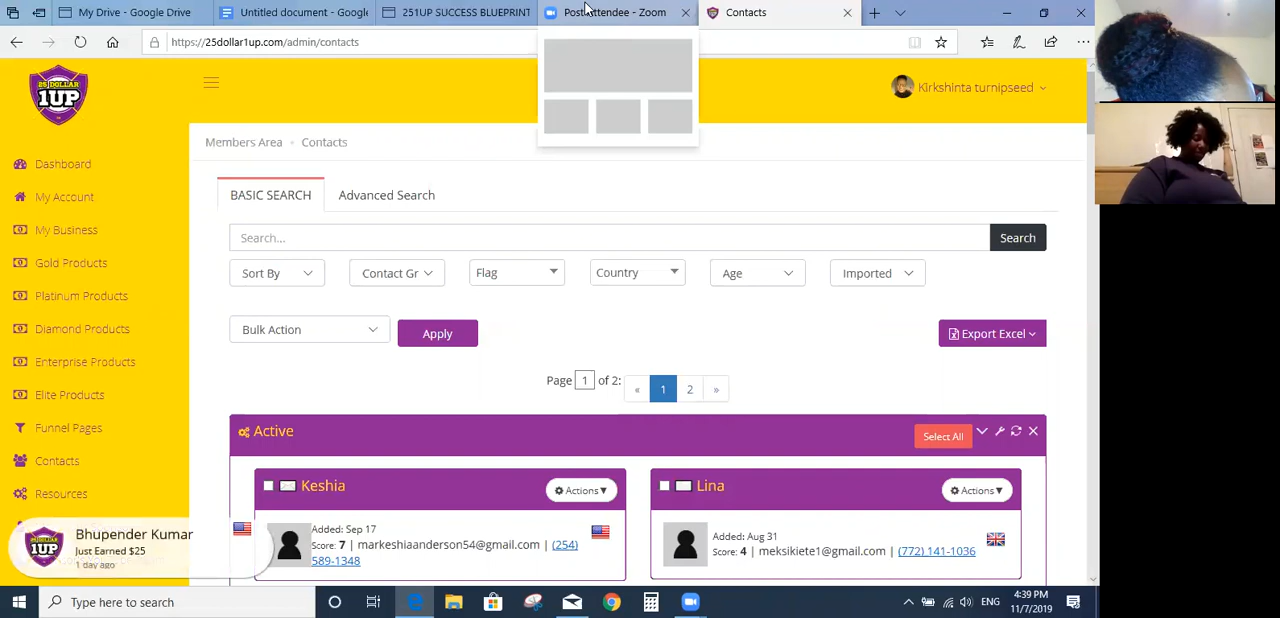 My Drive - Google Drive
Untitled document - Googl
251UP SUCCESS BLUEPRINT
Post Attendee - Zoom
Contacts
https://25dollar1up.com/admin/contacts
25 DOLLAR
1UP
Kirkshinta turnipseed
Members Area - Contacts
Dashboard
My Account
My Business
Gold Products
Platinum Products
Diamond Products
Enterprise Products
Elite Products
Funnel Pages
Contacts
Resources
BASIC SEARCH
Advanced Search
Search...
Search
Sort By
Contact Gr
Flag
Country
Age
Imported
Bulk Action
Apply
Export Excel
Page 1 of 2: « 1 2 »
Active
Select All
Keshia
Actions▼
Added: Sep 17
Score: 7 | markeshiaanderson54@gmail.com | (254)
589-1348
Lina
Actions▼
Added: Aug 31
Score: 4 | meksikiete1@gmail.com | (772) 141-1036
1UP
Bhupender Kumar
Just Earned $25
1 day ago
Type here to search
ENG
4:39 PM
11/7/2019